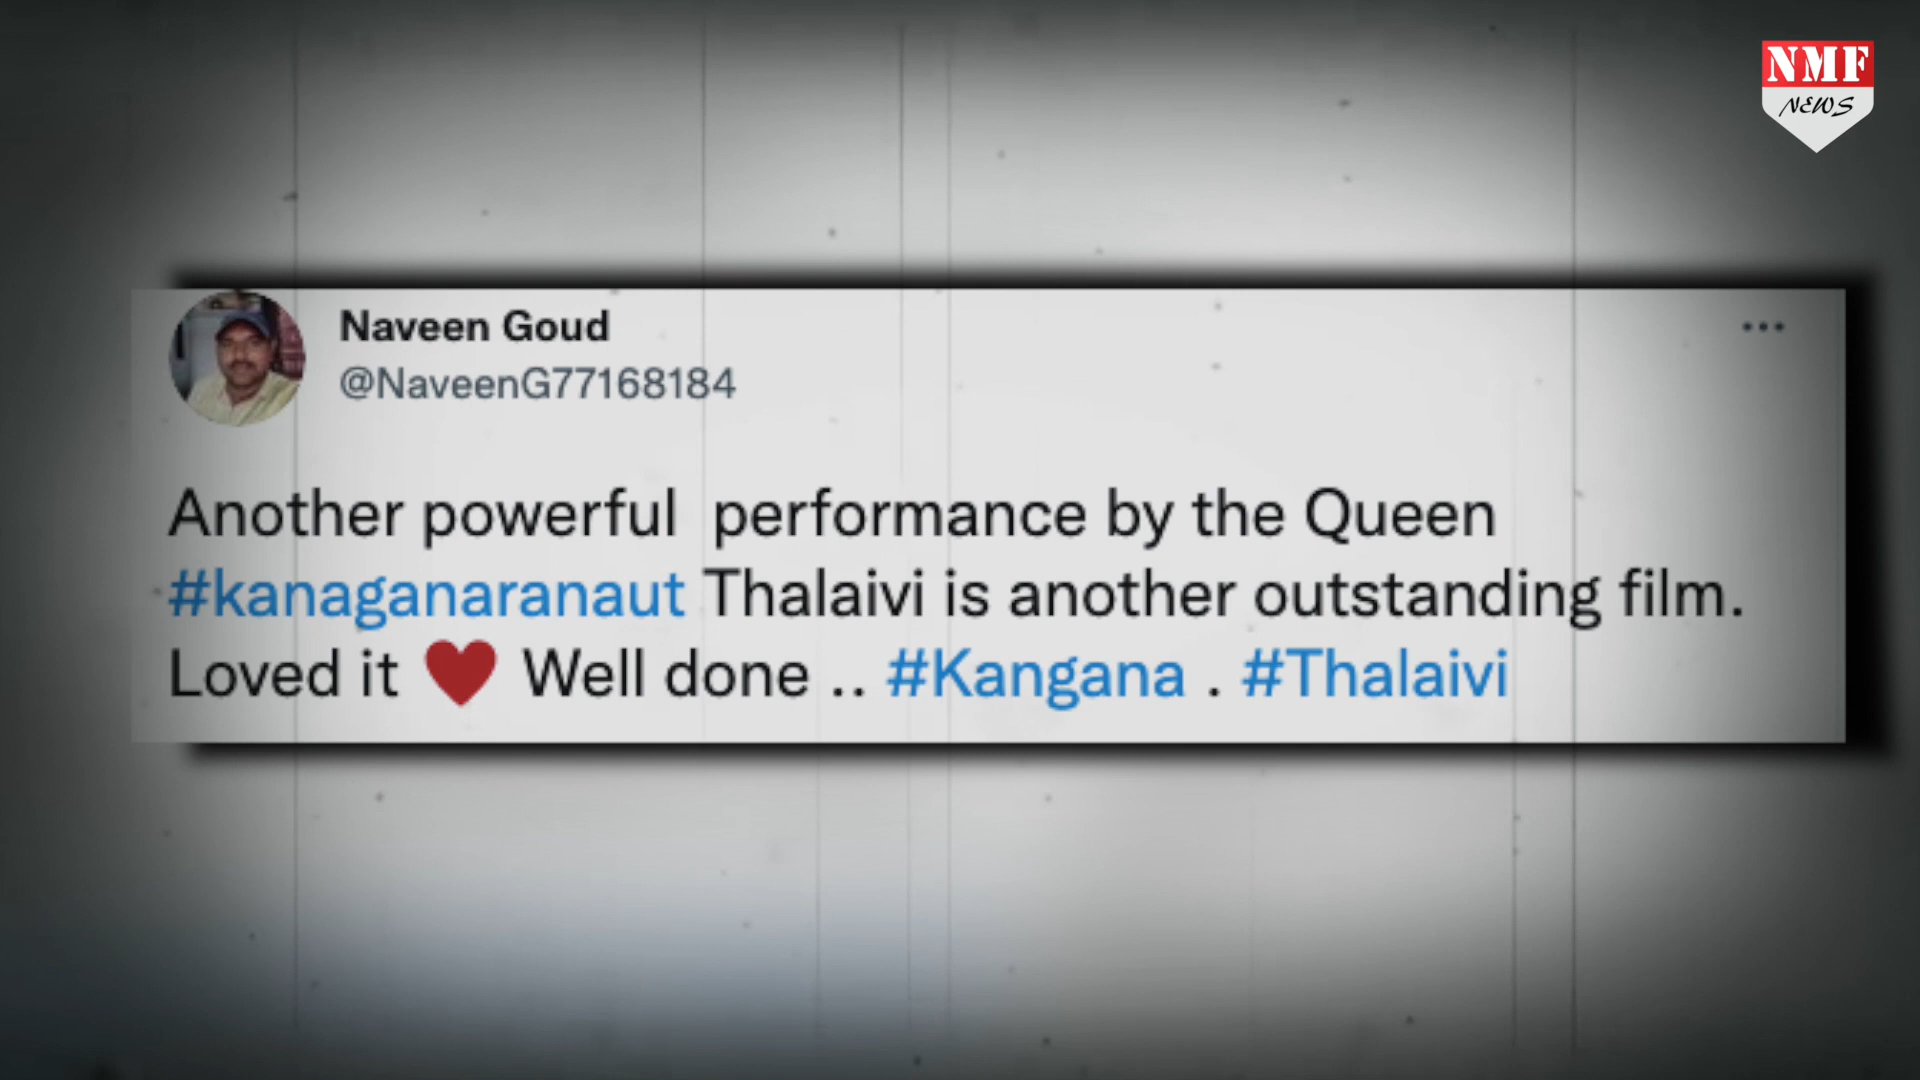 NMF
NEWS
Naveen Goud
@NaveenG77168184
Another powerful  performance by the Queen
#kanaganaranaut Thalaivi is another outstanding film.
Loved it ❤️ Well done .. #Kangana . #Thalaivi